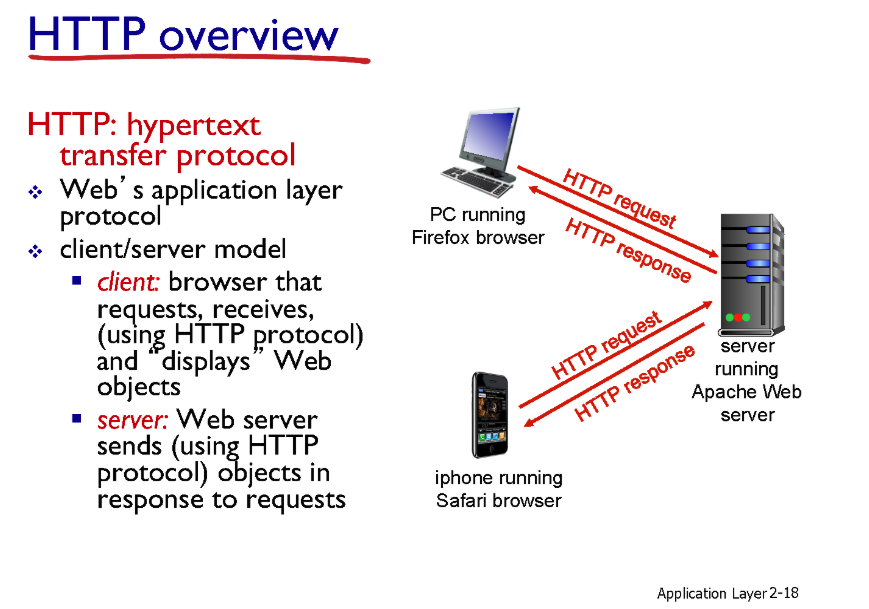 HTTP overview
HTTP: hypertext
transfer protocol
Web’s application layer
protocol
client/server model
client: browser that
requests, receives,
(using HTTP protocol)
and “displays” Web
objects
server: Web server
sends (using HTTP
protocol) objects in
response to requests
PC running
Firefox browser
HTTP request
HTTP response
HTTP request
HTTP response
server
running
Apache Web
server
iphone running
Safari browser
Application Layer 2-18